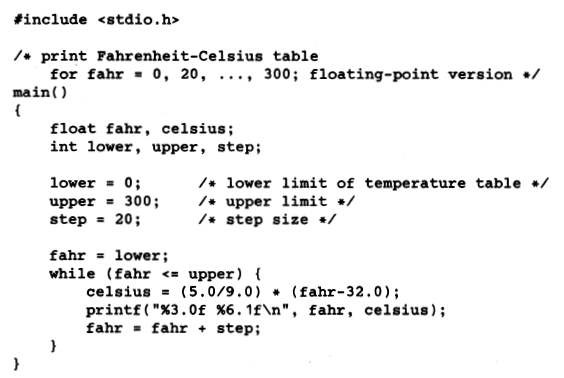 #include <stdio.h>
/* print Fahrenheit-Celsius table
    for fahr = 0, 20, ..., 300; floating-point version */
main()
{
    float fahr, celsius;
    int lower, upper, step;
    lower = 0;      /* lower limit of temperature table */
    upper = 300;    /* upper limit */
    step = 20;      /* step size */
    fahr = lower;
    while (fahr <= upper) {
        celsius = (5.0/9.0) * (fahr-32.0);
        printf("%3.0f %6.1f\n", fahr, celsius);
        fahr = fahr + step;
    }
}